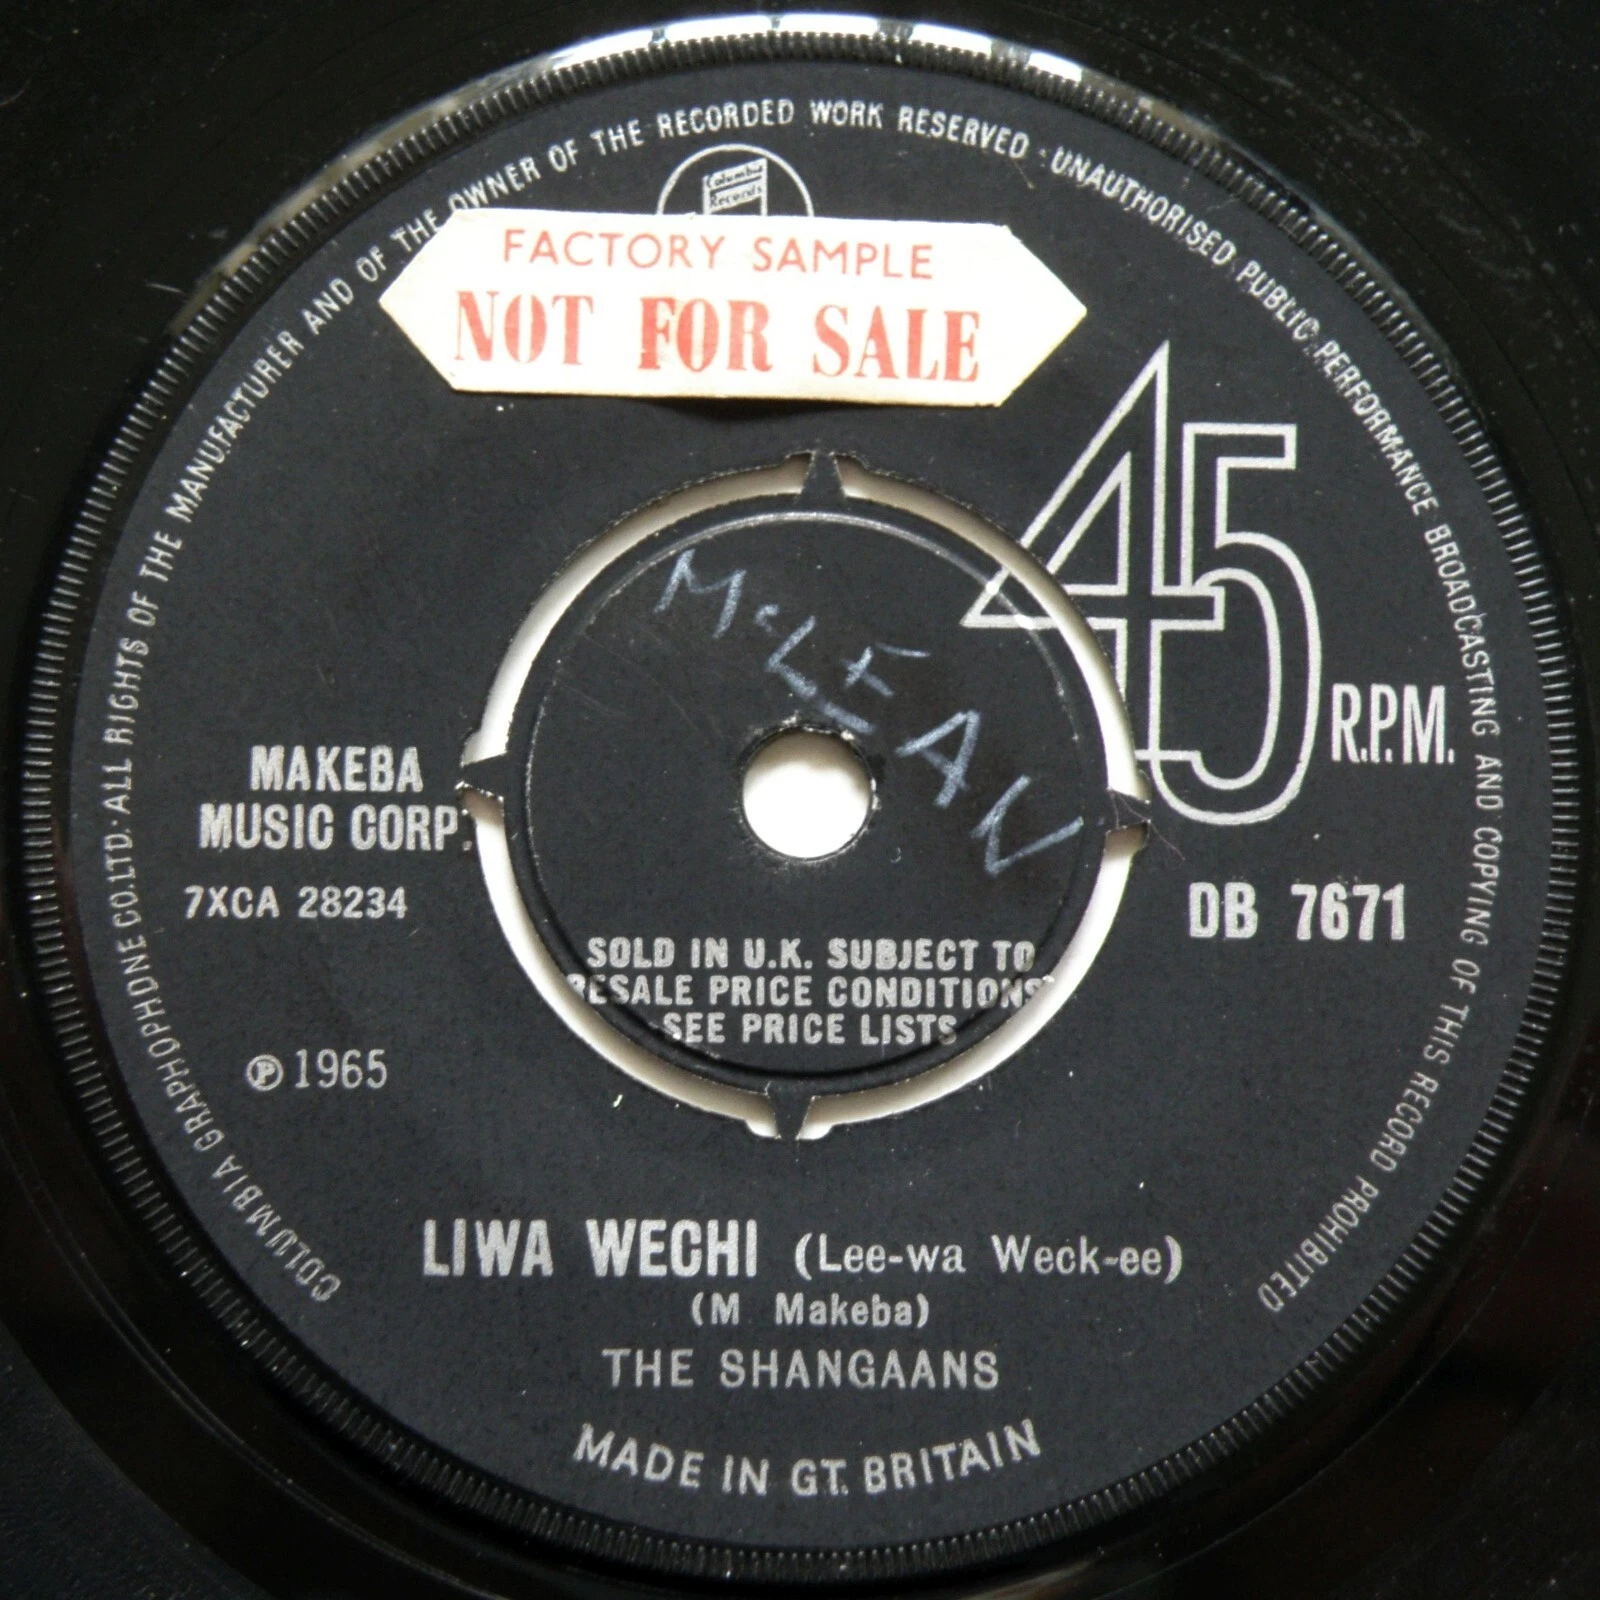 COLUMBIA GRAPHOPHONE CO. LTD. ALL RIGHTS OF THE MANUFACTURER AND OF THE OWNER OF THE RECORDED WORK RESERVED · UNAUTHORISED PUBLIC PERFORMANCE BROADCASTING AND COPYING OF THIS RECORD PROHIBITED
Columbia
Records
FACTORY SAMPLE
NOT FOR SALE
45
R.P.M.
McLEAN
MAKEBA
MUSIC CORP.
7XCA 28234
DB 7671
SOLD IN U.K. SUBJECT TO
RESALE PRICE CONDITIONS
SEE PRICE LISTS
℗ 1965
LIWA WECHI (Lee-wa Weck-ee)
(M Makeba)
THE SHANGAANS
MADE IN GT. BRITAIN